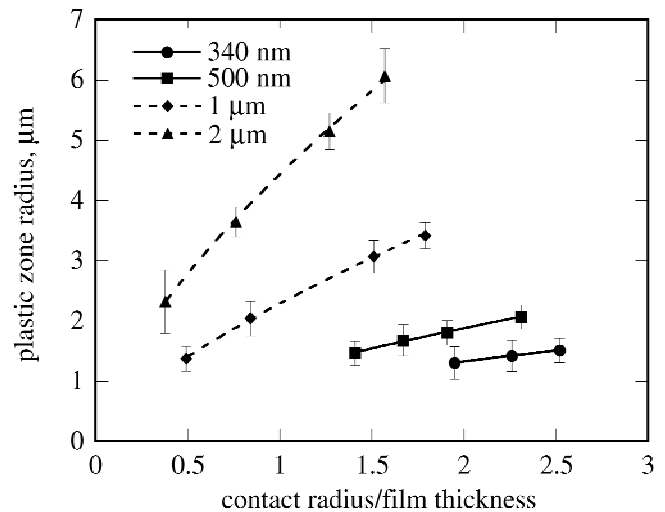 7
6
5
4
3
2
1
0
plastic zone radius, μm
340 nm
500 nm
1 μm
2 μm
0 0.5 1 1.5 2 2.5 3
contact radius/film thickness